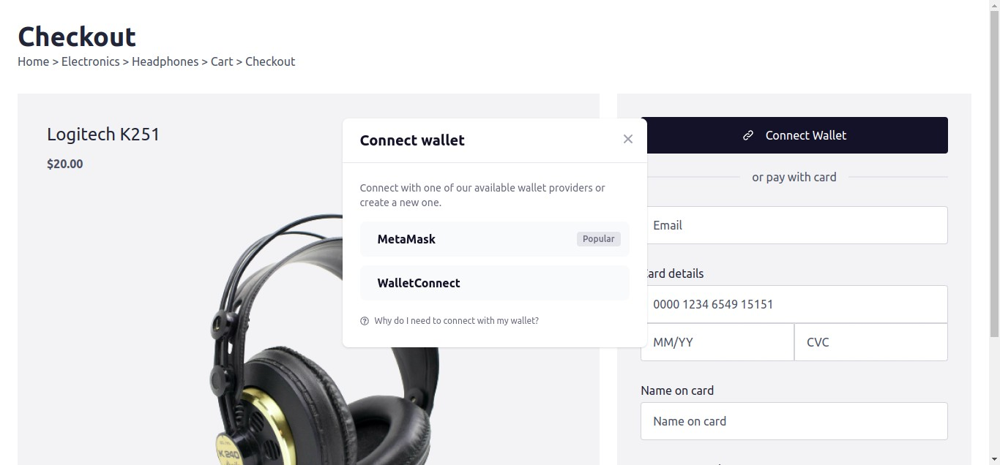 Checkout
Home > Electronics > Headphones > Cart > Checkout
Logitech K251
$20.00
Connect wallet
Connect with one of our available wallet providers or
create a new one.
MetaMask
Popular
WalletConnect
Why do I need to connect with my wallet?
Connect Wallet
or pay with card
Email
ard details
0000 1234 6549 15151
MM/YY
CVC
Name on card
Name on card
K 240